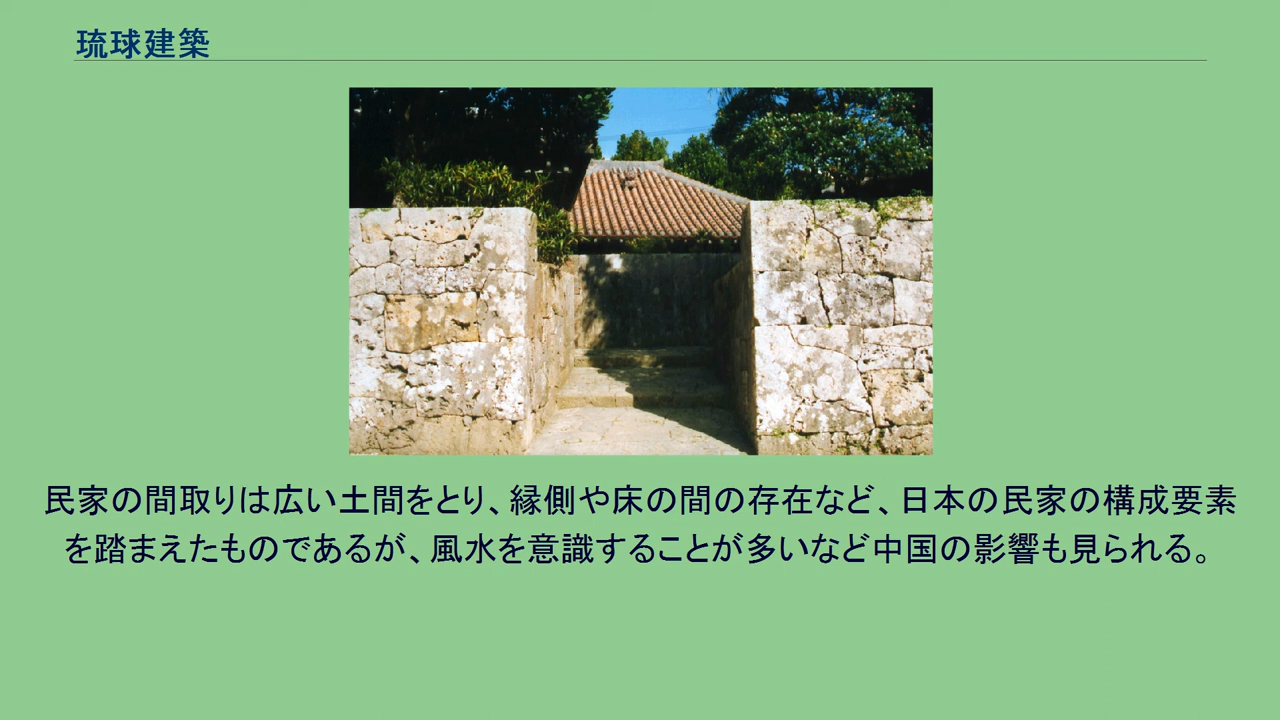 琉球建築
民家の間取りは広い土間をとり、縁側や床の間の存在など、日本の民家の構成要素
を踏まえたものであるが、風水を意識することが多いなど中国の影響も見られる。